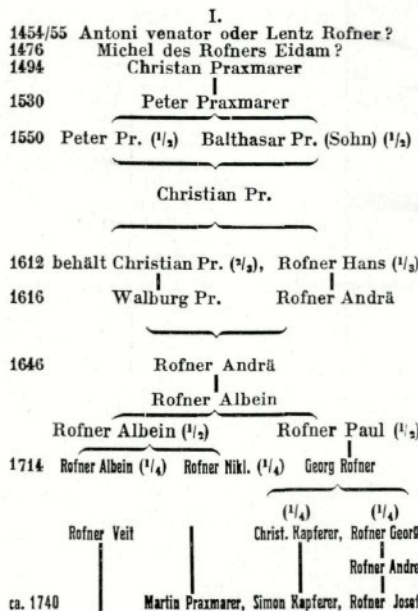 I.
1454/55 Antoni venator oder Lentz Rofner?
1476 Michel des Rofners Eidam?
1494 Christan Praxmarer
1530 Peter Praxmarer
1550 Peter Pr. (1/2) Balthasar Pr. (Sohn) (1/2)
Christian Pr.
1612 behält Christian Pr. (2/3), Rofner Hans (1/3)
1616 Walburg Pr. Rofner Andrä
1646 Rofner Andrä
Rofner Albein
Rofner Albein (1/2) Rofner Paul (1/2)
1714 Rofner Albein (1/4) Rofner Nikl. (1/4) Georg Rofner
(1/4) (1/4)
Rofner Veit Christ. Kapferer, Rofner Georg
Rofner Andre
ca. 1740 Martin Praxmarer, Simon Kapferer, Rofner Josef